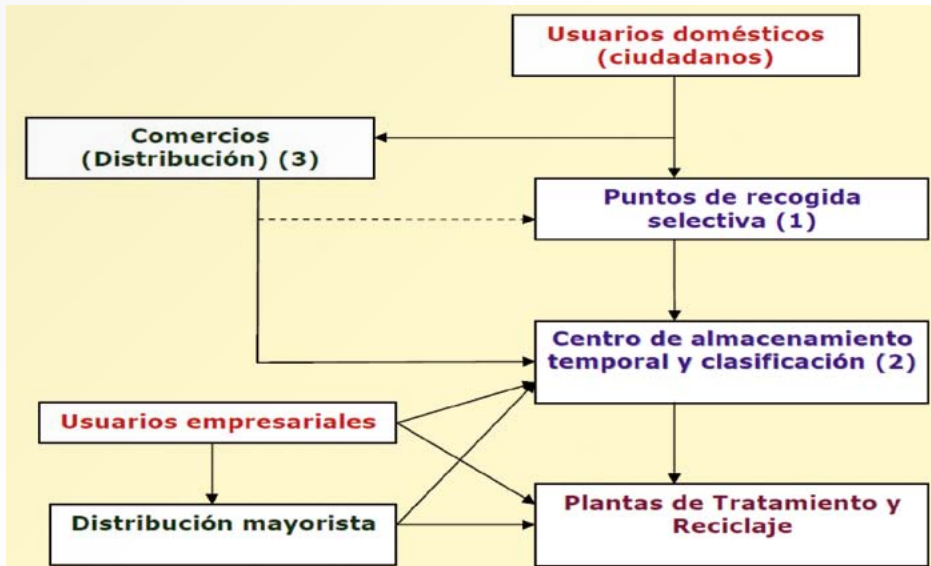 Usuarios domésticos
(ciudadanos)
Comercios
(Distribución) (3)
Puntos de recogida
selectiva (1)
Centro de almacenamiento
temporal y clasificación (2)
Usuarios empresariales
Distribución mayorista
Plantas de Tratamiento y
Reciclaje